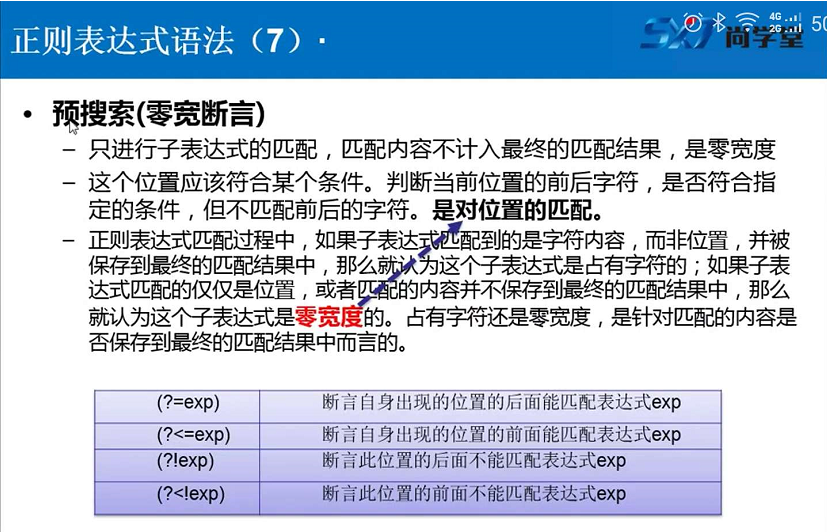 正则表达式语法（7）·
SXT 尚学堂
4G
2G
50
• 预搜索(零宽断言)
– 只进行子表达式的匹配，匹配内容不计入最终的匹配结果，是零宽度
– 这个位置应该符合某个条件。判断当前位置的前后字符，是否符合指
定的条件，但不匹配前后的字符。是对位置的匹配。
– 正则表达式匹配过程中，如果子表达式匹配到的是字符内容，而非位置，并被
保存到最终的匹配结果中，那么就认为这个子表达式是占有字符的；如果子表
达式匹配的仅仅是位置，或者匹配的内容并不保存到最终的匹配结果中，那么
就认为这个子表达式是零宽度的。占有字符还是零宽度，是针对匹配的内容是
否保存到最终的匹配结果中而言的。
(?=exp) 断言自身出现的位置的后面能匹配表达式exp
(?<=exp) 断言自身出现的位置的前面能匹配表达式exp
(?!exp) 断言此位置的后面不能匹配表达式exp
(?<!exp) 断言此位置的前面不能匹配表达式exp